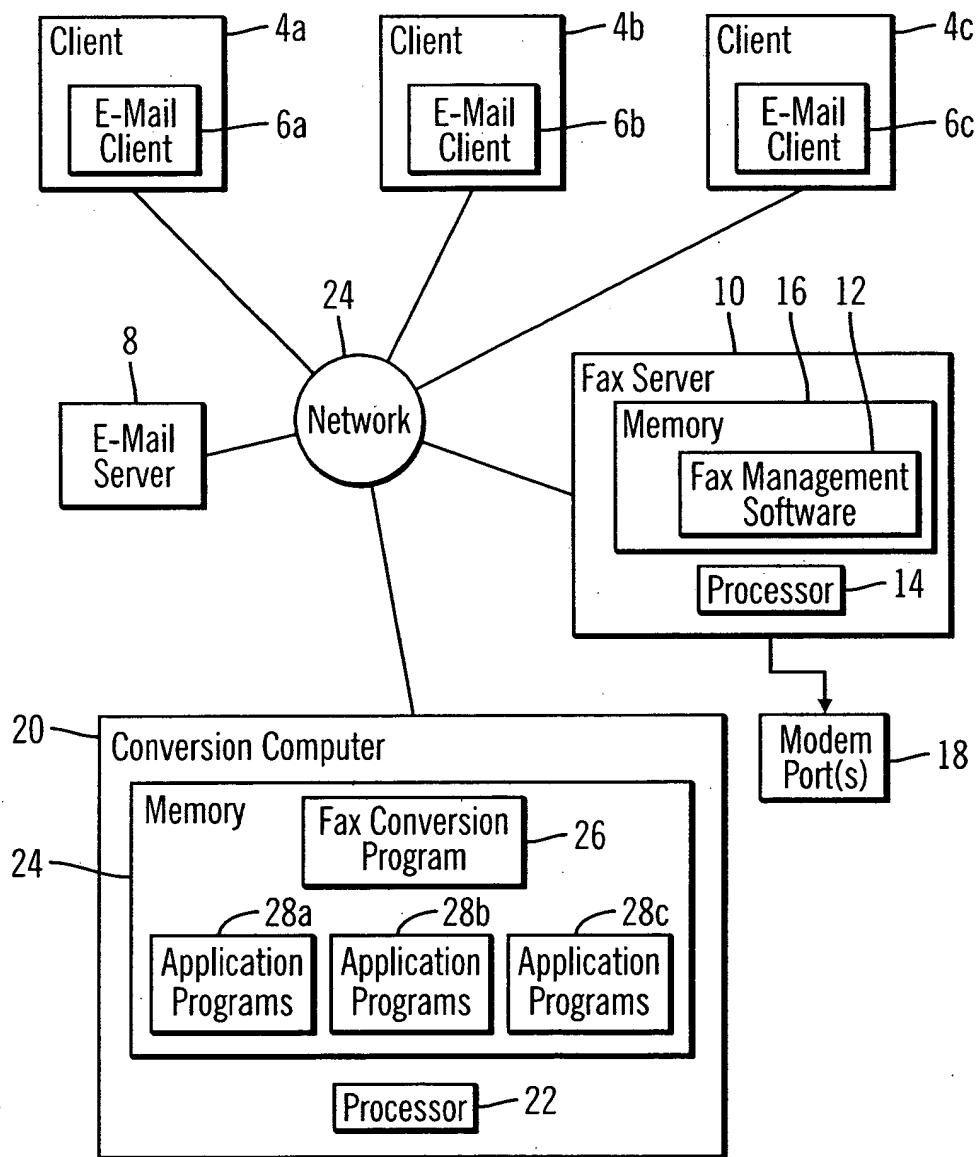 Client
4a
Client
4b
Client
4c
E-Mail
Client
6a
E-Mail
Client
6b
E-Mail
Client
6c
24
Network
8
E-Mail
Server
10
16
12
Fax Server
Memory
Fax Management
Software
Processor
14
Modem
Port(s)
18
20
Conversion Computer
Memory
24
Fax Conversion
Program
26
28a
28b
28c
Application
Programs
Application
Programs
Application
Programs
Processor
22